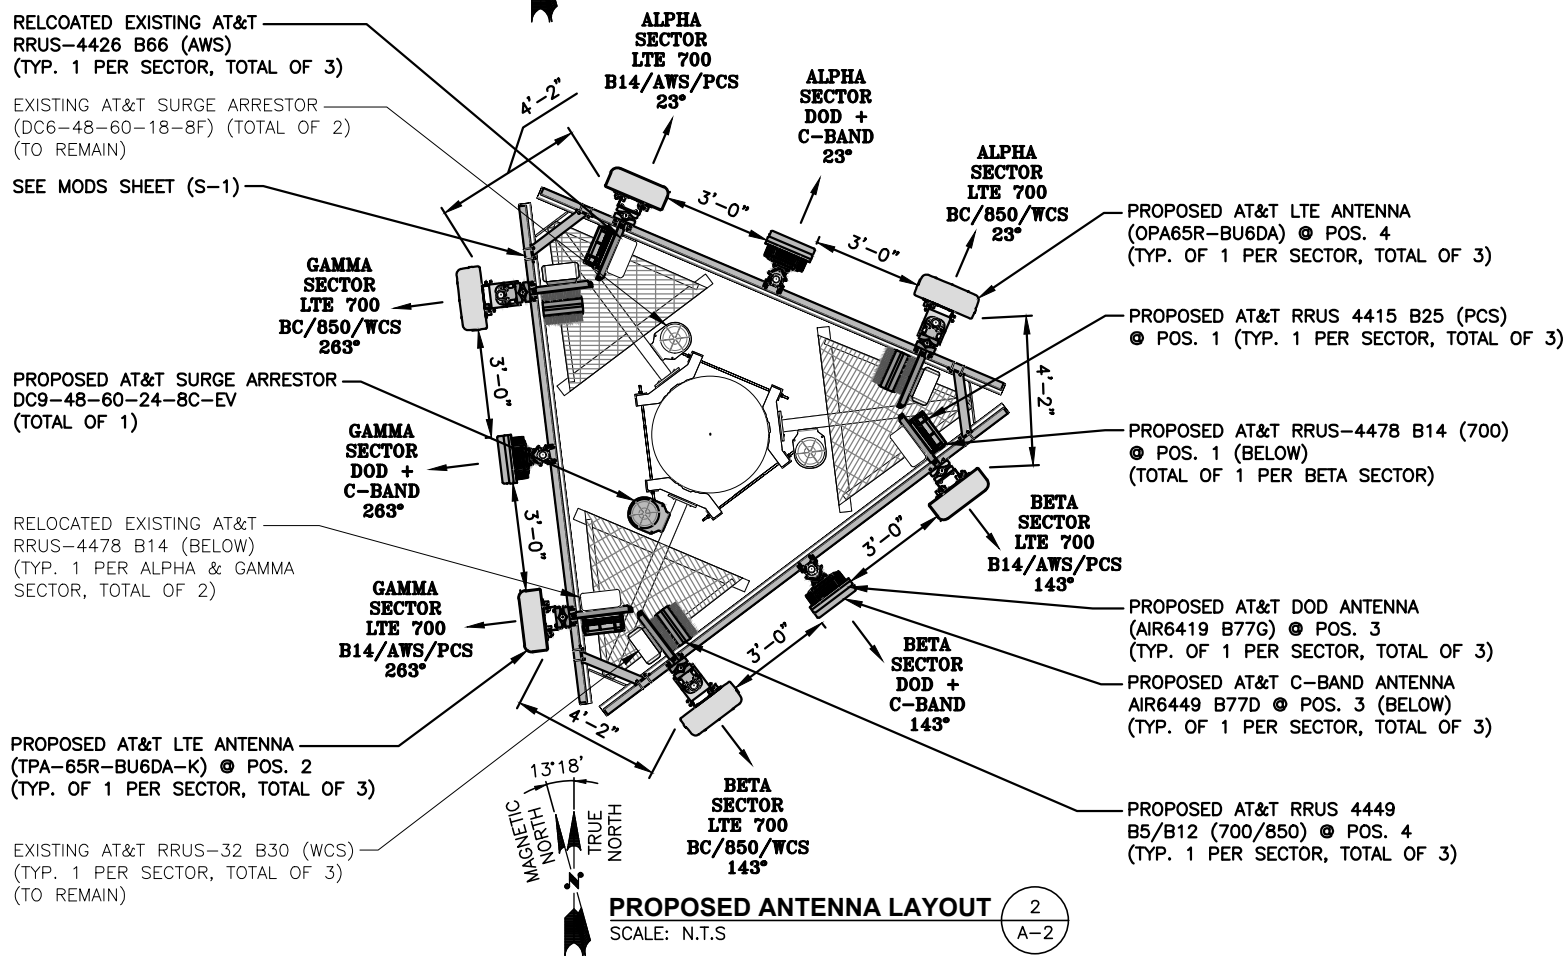 RELCOATED EXISTING AT&T
RRUS-4426 B66 (AWS)
(TYP. 1 PER SECTOR, TOTAL OF 3)
EXISTING AT&T SURGE ARRESTOR
(DC6-48-60-18-8F) (TOTAL OF 2)
(TO REMAIN)
SEE MODS SHEET (S-1)
PROPOSED AT&T SURGE ARRESTOR
DC9-48-60-24-8C-EV
(TOTAL OF 1)
RELOCATED EXISTING AT&T
RRUS-4478 B14 (BELOW)
(TYP. 1 PER ALPHA & GAMMA
SECTOR, TOTAL OF 2)
PROPOSED AT&T LTE ANTENNA
(TPA-65R-BU6DA-K) @ POS. 2
(TYP. OF 1 PER SECTOR, TOTAL OF 3)
EXISTING AT&T RRUS-32 B30 (WCS)
(TYP. 1 PER SECTOR, TOTAL OF 3)
(TO REMAIN)
ALPHA
SECTOR
LTE 700
B14/AWS/PCS
23°
ALPHA
SECTOR
DOD +
C-BAND
23°
ALPHA
SECTOR
LTE 700
BC/850/WCS
23°
4'-2"
3'-0"
3'-0"
4'-2"
GAMMA
SECTOR
LTE 700
BC/850/WCS
263°
3'-0"
GAMMA
SECTOR
DOD +
C-BAND
263°
3'-0"
GAMMA
SECTOR
LTE 700
B14/AWS/PCS
263°
4'-2"
BETA
SECTOR
LTE 700
B14/AWS/PCS
143°
3'-0"
BETA
SECTOR
DOD +
C-BAND
143°
3'-0"
BETA
SECTOR
LTE 700
BC/850/WCS
143°
PROPOSED AT&T LTE ANTENNA
(OPA65R-BU6DA) @ POS. 4
(TYP. OF 1 PER SECTOR, TOTAL OF 3)
PROPOSED AT&T RRUS 4415 B25 (PCS)
@ POS. 1 (TYP. 1 PER SECTOR, TOTAL OF 3)
PROPOSED AT&T RRUS-4478 B14 (700)
@ POS. 1 (BELOW)
(TOTAL OF 1 PER BETA SECTOR)
PROPOSED AT&T DOD ANTENNA
(AIR6419 B77G) @ POS. 3
(TYP. OF 1 PER SECTOR, TOTAL OF 3)
PROPOSED AT&T C-BAND ANTENNA
AIR6449 B77D @ POS. 3 (BELOW)
(TYP. OF 1 PER SECTOR, TOTAL OF 3)
PROPOSED AT&T RRUS 4449
B5/B12 (700/850) @ POS. 4
(TYP. 1 PER SECTOR, TOTAL OF 3)
13°18'
MAGNETIC
NORTH
TRUE
NORTH
N
PROPOSED ANTENNA LAYOUT
SCALE: N.T.S
2
A-2